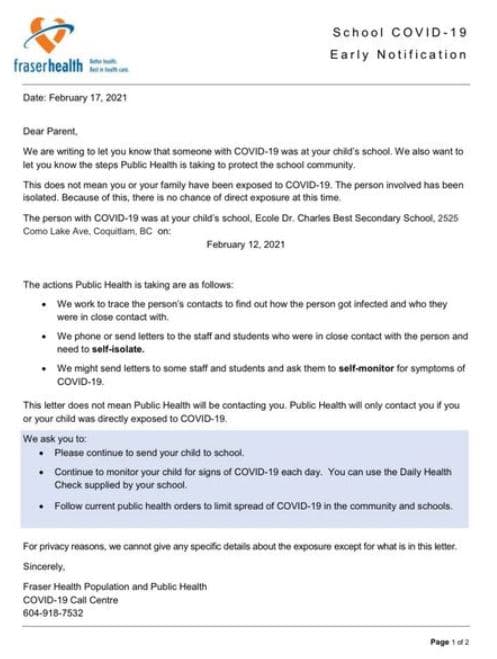 School COVID-19
Early Notification
fraserhealth
Better health.
Best in health care.
Date: February 17, 2021
Dear Parent,
We are writing to let you know that someone with COVID-19 was at your child's school. We also want to
let you know the steps Public Health is taking to protect the school community.
This does not mean you or your family have been exposed to COVID-19. The person involved has been
isolated. Because of this, there is no chance of direct exposure at this time.
The person with COVID-19 was at your child's school, Ecole Dr. Charles Best Secondary School, 2525
Como Lake Ave, Coquitlam, BC on:
February 12, 2021
The actions Public Health is taking are as follows:
• We work to trace the person's contacts to find out how the person got infected and who they
were in close contact with.
• We phone or send letters to the staff and students who were in close contact with the person and
need to self-isolate.
• We might send letters to some staff and students and ask them to self-monitor for symptoms of
COVID-19.
This letter does not mean Public Health will be contacting you. Public Health will only contact you if you
or your child was directly exposed to COVID-19.
We ask you to:
• Please continue to send your child to school.
• Continue to monitor your child for signs of COVID-19 each day. You can use the Daily Health
Check supplied by your school.
• Follow current public health orders to limit spread of COVID-19 in the community and schools.
For privacy reasons, we cannot give any specific details about the exposure except for what is in this letter.
Sincerely,
Fraser Health Population and Public Health
COVID-19 Call Centre
604-918-7532
Page 1 of 2